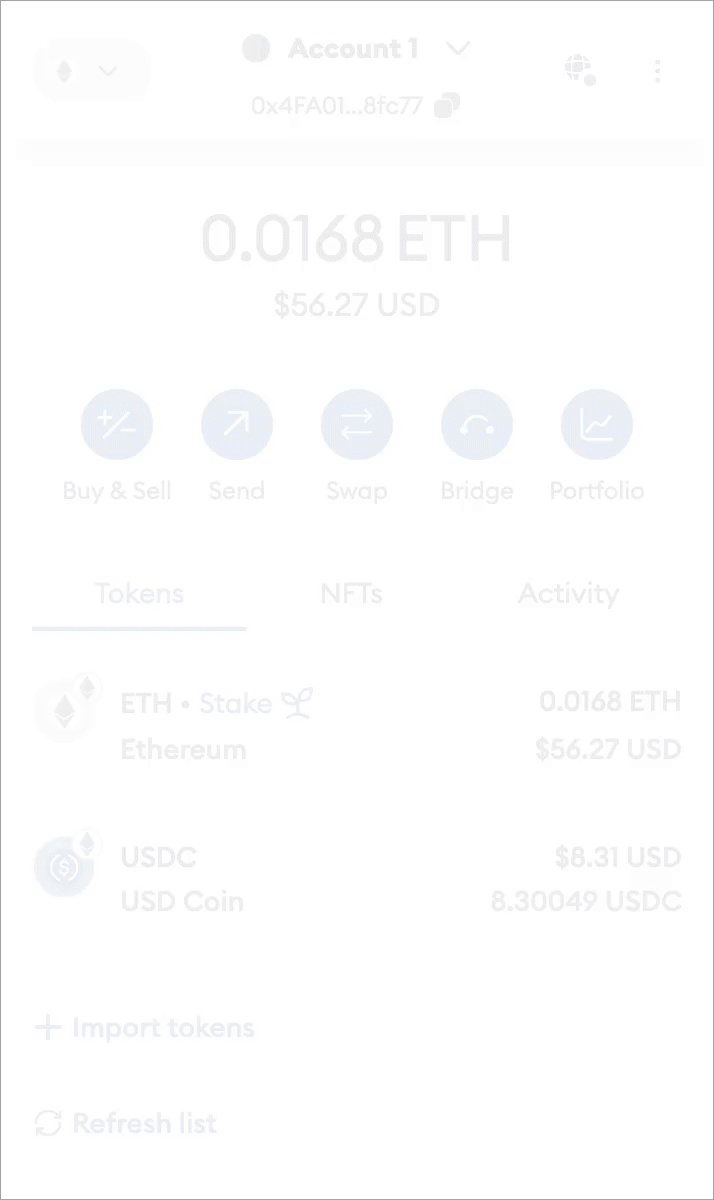 Account 1
0x4FA01...8fc77
0.0168 ETH
$56.27 USD
Buy & Sell Send Swap Bridge Portfolio
Tokens NFTs Activity
ETH • Stake 0.0168 ETH
Ethereum $56.27 USD
USDC $8.31 USD
USD Coin 8.30049 USDC
Import tokens
Refresh list